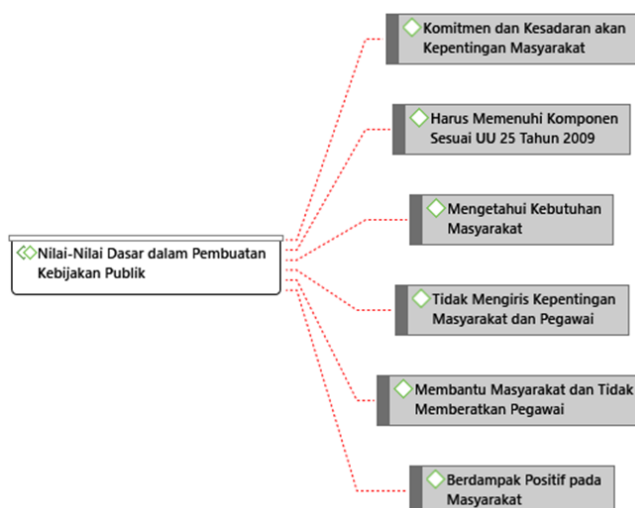 Komitmen dan Kesadaran akan
Kepentingan Masyarakat
Harus Memenuhi Komponen
Sesuai UU 25 Tahun 2009
Mengetahui Kebutuhan
Masyarakat
Nilai-Nilai Dasar dalam Pembuatan
Kebijakan Publik
Tidak Mengiris Kepentingan
Masyarakat dan Pegawai
Membantu Masyarakat dan Tidak
Memberatkan Pegawai
Berdampak Positif pada
Masyarakat